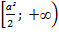 [a²/2; +∞)